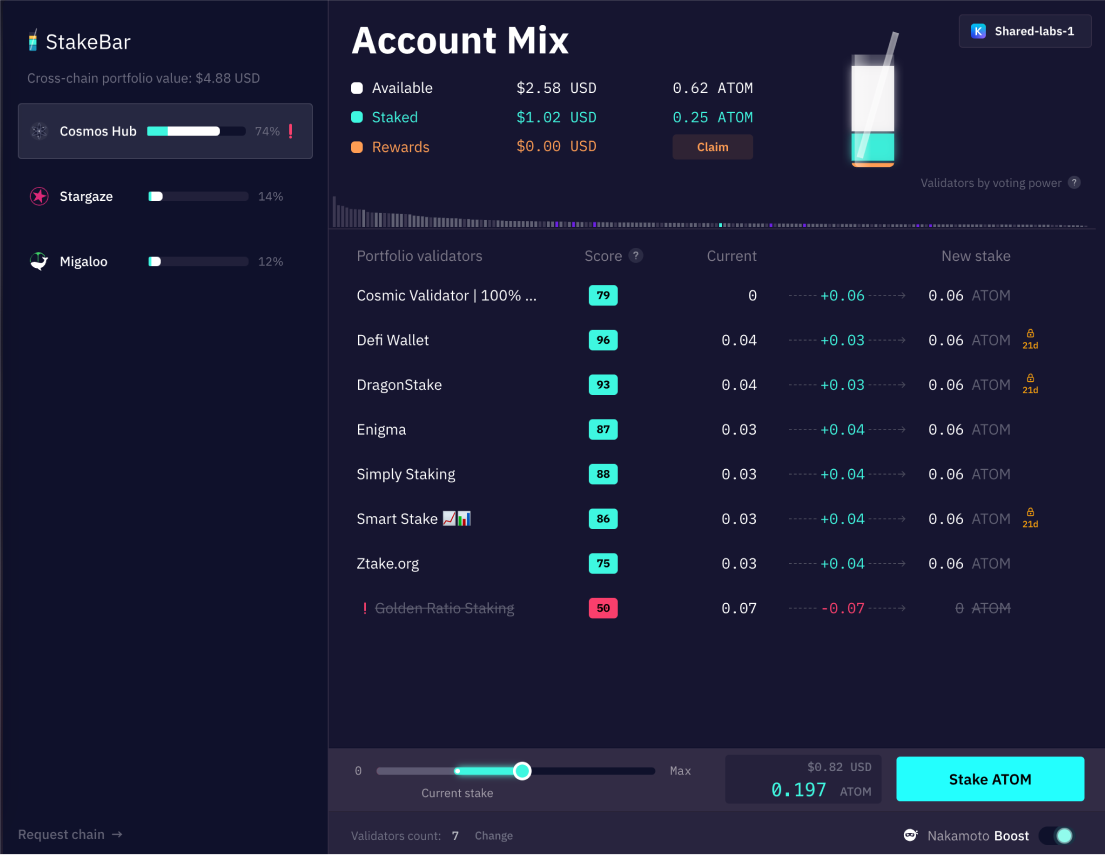 StakeBar
Cross-chain portfolio value: $4.88 USD
Cosmos Hub 74%❗
Stargaze 14%
Migaloo 12%
Request chain →
Account Mix
K Shared-labs-1
Available $2.58 USD 0.62 ATOM
Staked $1.02 USD 0.25 ATOM
Rewards $0.00 USD Claim
Validators by voting power ?
Portfolio validators Score ? Current New stake
Cosmic Validator | 100% ... 79 0 +0.06 0.06 ATOM
Defi Wallet 96 0.04 +0.03 0.06 ATOM 21d
DragonStake 93 0.04 +0.03 0.06 ATOM 21d
Enigma 87 0.03 +0.04 0.06 ATOM
Simply Staking 88 0.03 +0.04 0.06 ATOM
Smart Stake 📈📊 86 0.03 +0.04 0.06 ATOM 21d
Ztake.org 75 0.03 +0.04 0.06 ATOM
❗ Golden Ratio Staking 50 0.07 -0.07 0 ATOM
0 Max
Current stake
$0.82 USD
0.197 ATOM
Stake ATOM
Validators count: 7 Change
Nakamoto Boost